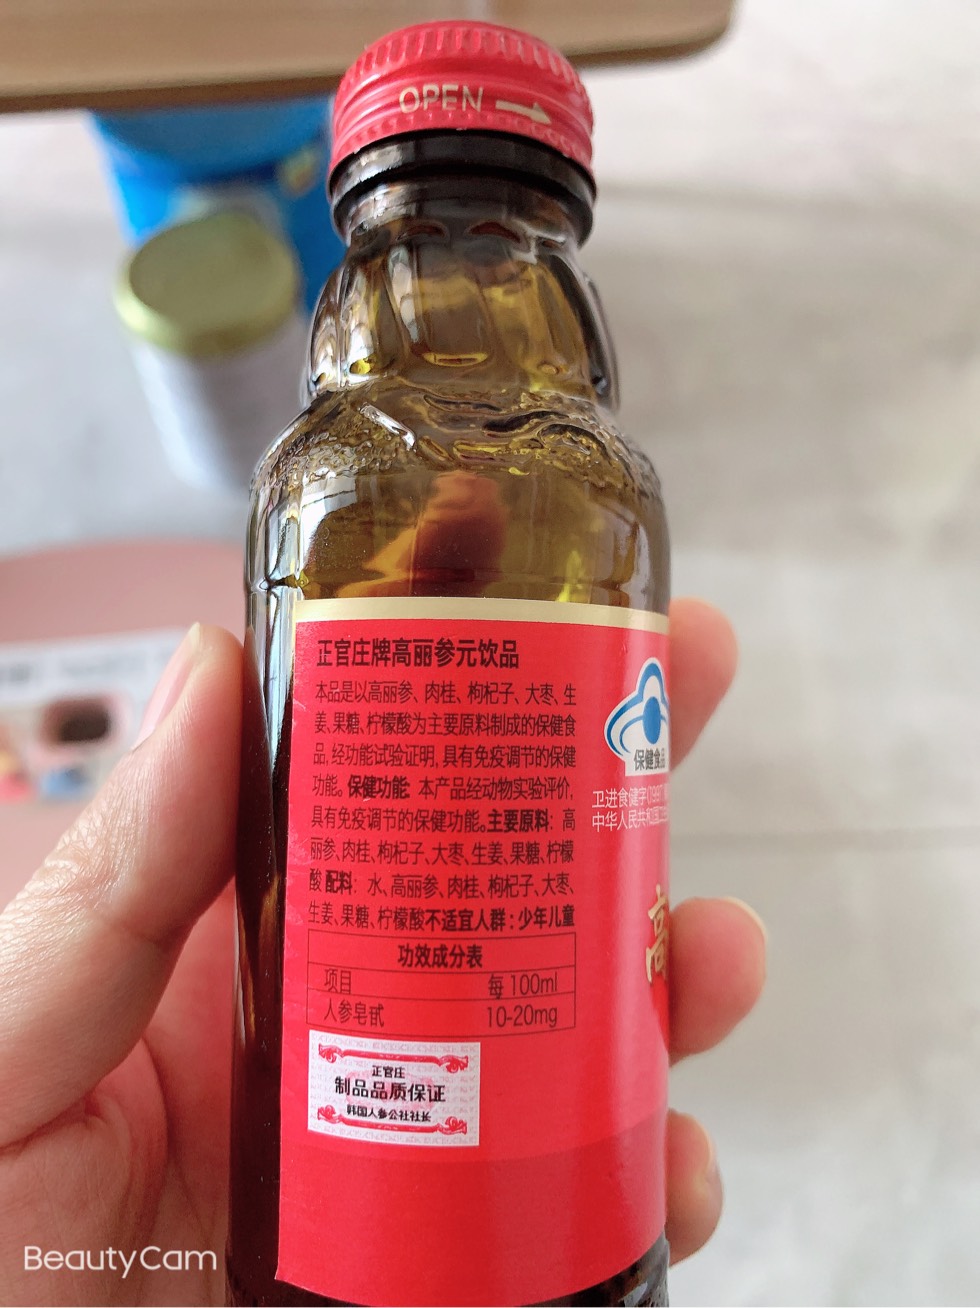 OPEN
正官庄牌高丽参元饮品
本品是以高丽参、肉桂、枸杞子、大枣、生
姜、果糖、柠檬酸为主要原料制成的保健食
品,经功能试验证明,具有免疫调节的保健
功能。保健功能: 本产品经动物实验评价,
具有免疫调节的保健功能。主要原料: 高
丽参、肉桂、枸杞子、大枣、生姜、果糖、柠檬
酸 配料: 水、高丽参、肉桂、枸杞子、大枣、
生姜、果糖、柠檬酸不适宜人群: 少年儿童
功效成分表
项目 每100ml
人参皂甙 10-20mg
正官庄
制品品质保证
韩国人参公社社长
保健食品
卫进食健字(1997)
中华人民共和国卫
高
BeautyCam